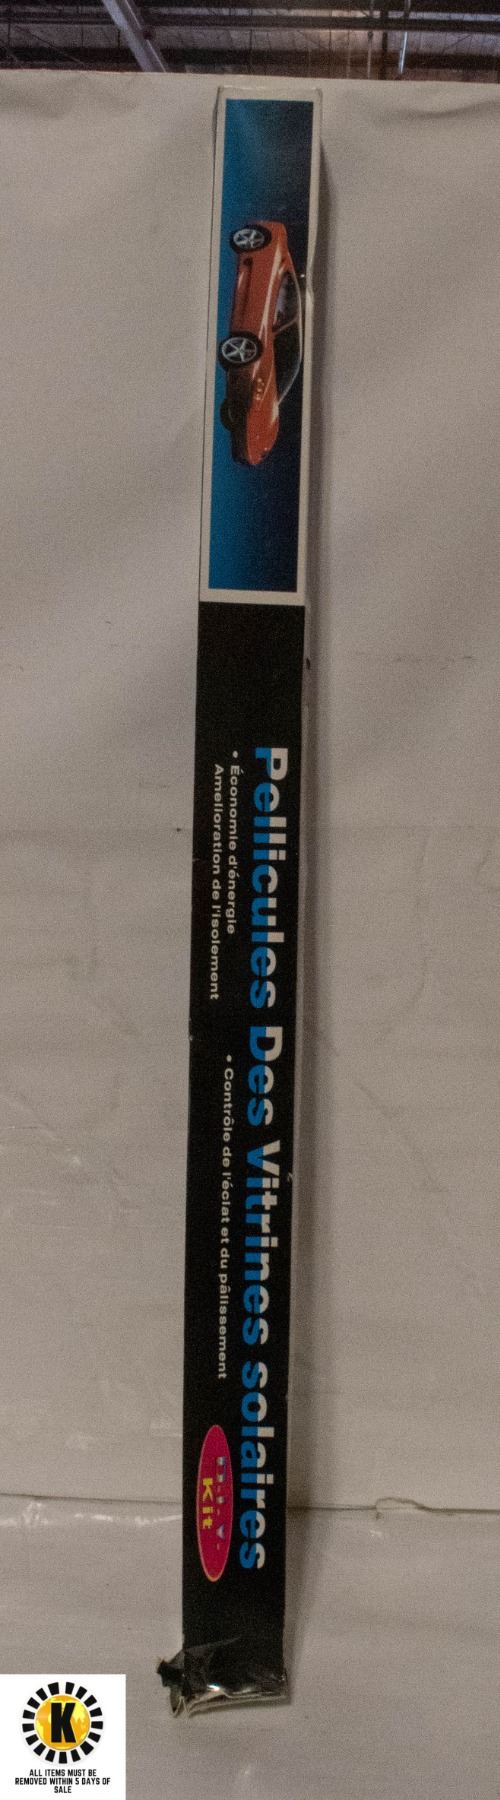 Pellicules Des Vitrines solaires
• Économie d'énergie
Amelioration de l'isolement
• Contrôle de l'éclat et du pâlissement
D.I.Y.
Kit
K
ALL ITEMS MUST BE
REMOVED WITHIN 5 DAYS OF
SALE